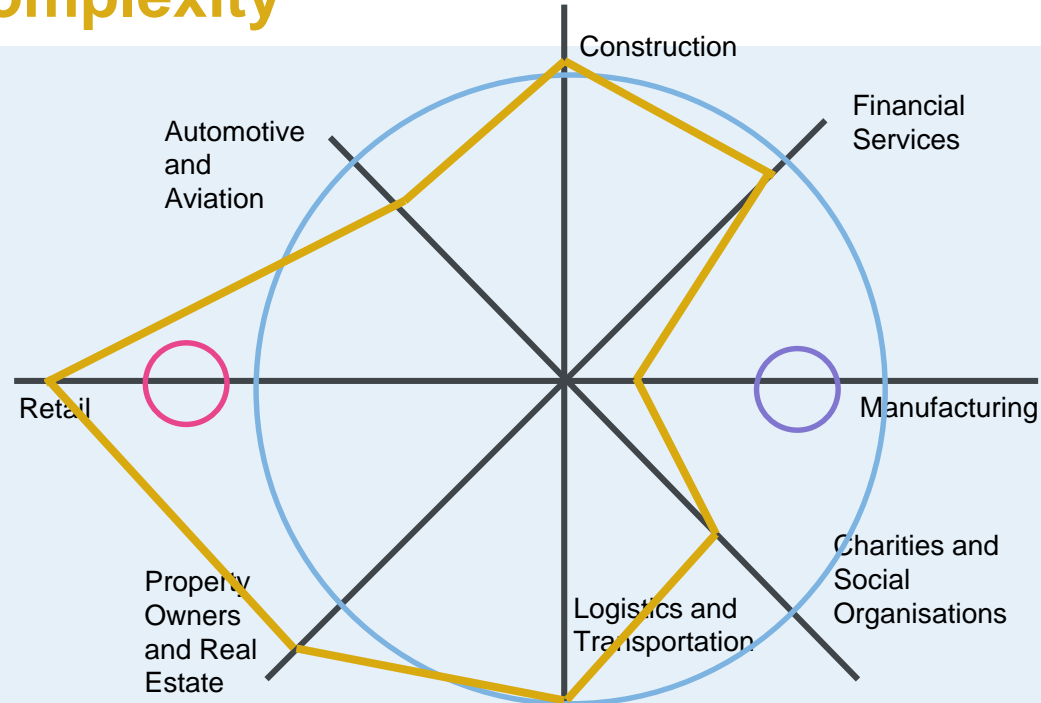 omplexity
Construction
Financial
Services
Automotive
and
Aviation
Retail
Manufacturing
Charities and
Social
Organisations
Property
Owners
and Real
Estate
Logistics and
Transportation